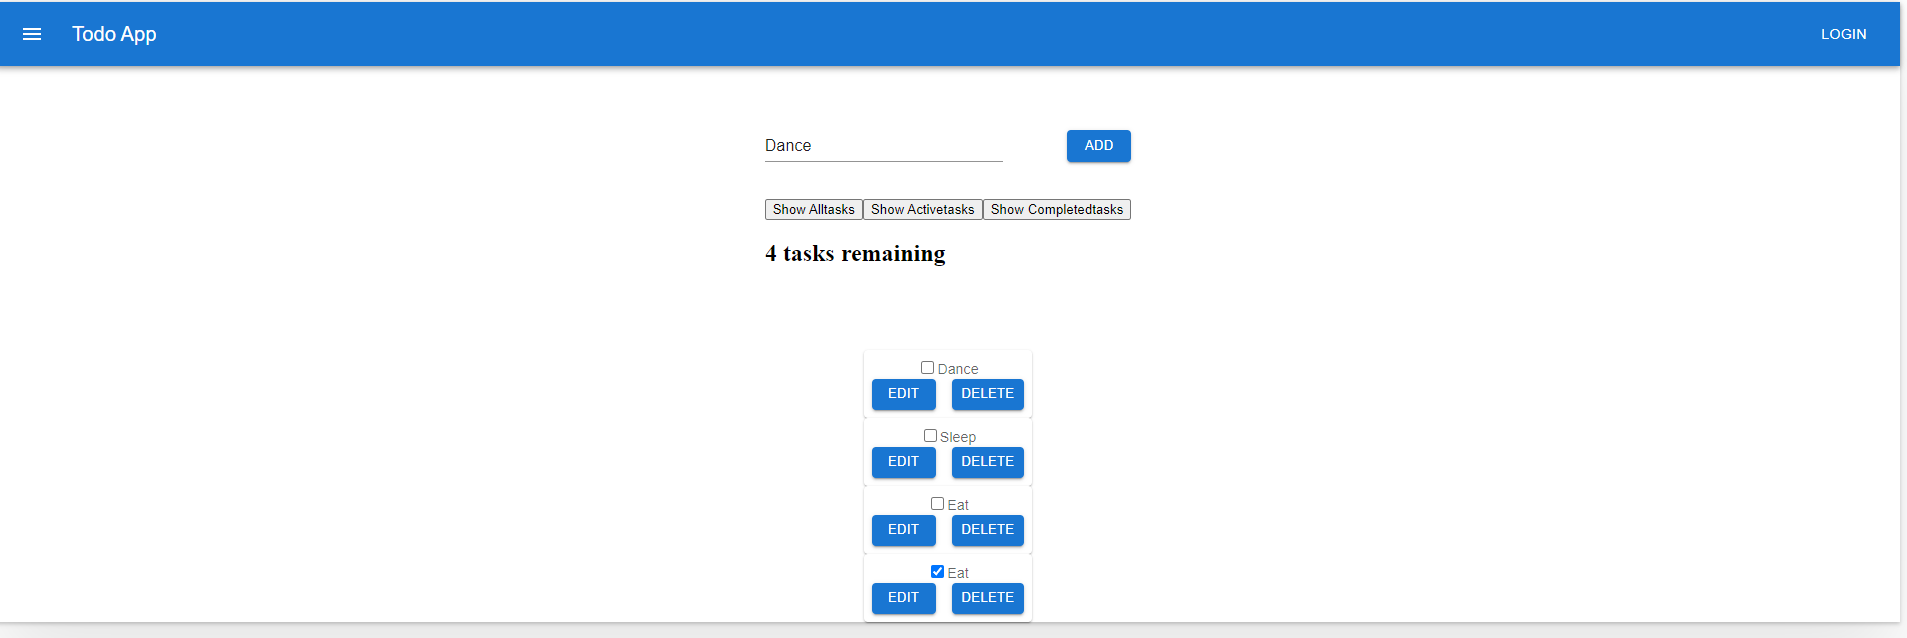 Todo App LOGIN
Dance ADD
Show Alltasks Show Activetasks Show Completedtasks
4 tasks remaining
Dance
EDIT DELETE
Sleep
EDIT DELETE
Eat
EDIT DELETE
Eat
EDIT DELETE